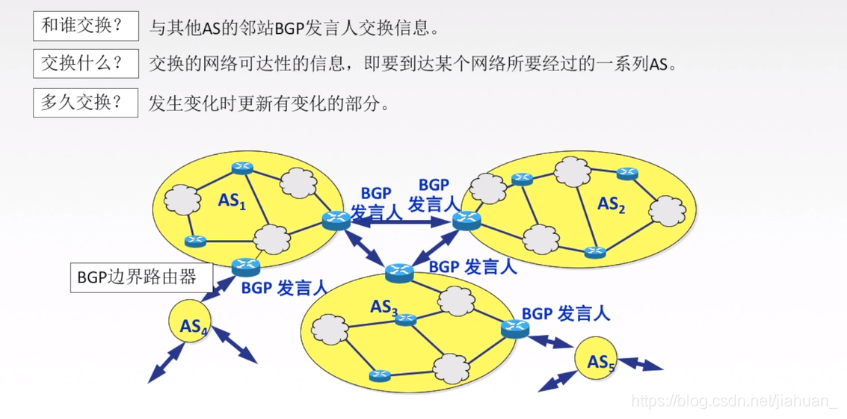 和谁交换？ 与其他AS的邻站BGP发言人交换信息。
交换什么？ 交换的网络可达性的信息，即要到达某个网络所要经过的一系列AS。
多久交换？ 发生变化时更新有变化的部分。
BGP
发言人
BGP
发言人
AS1
AS2
BGP 发言人
BGP边界路由器
BGP 发言人
AS3
BGP 发言人
AS4
AS5
https://blog.csdn.net/jiahuan_